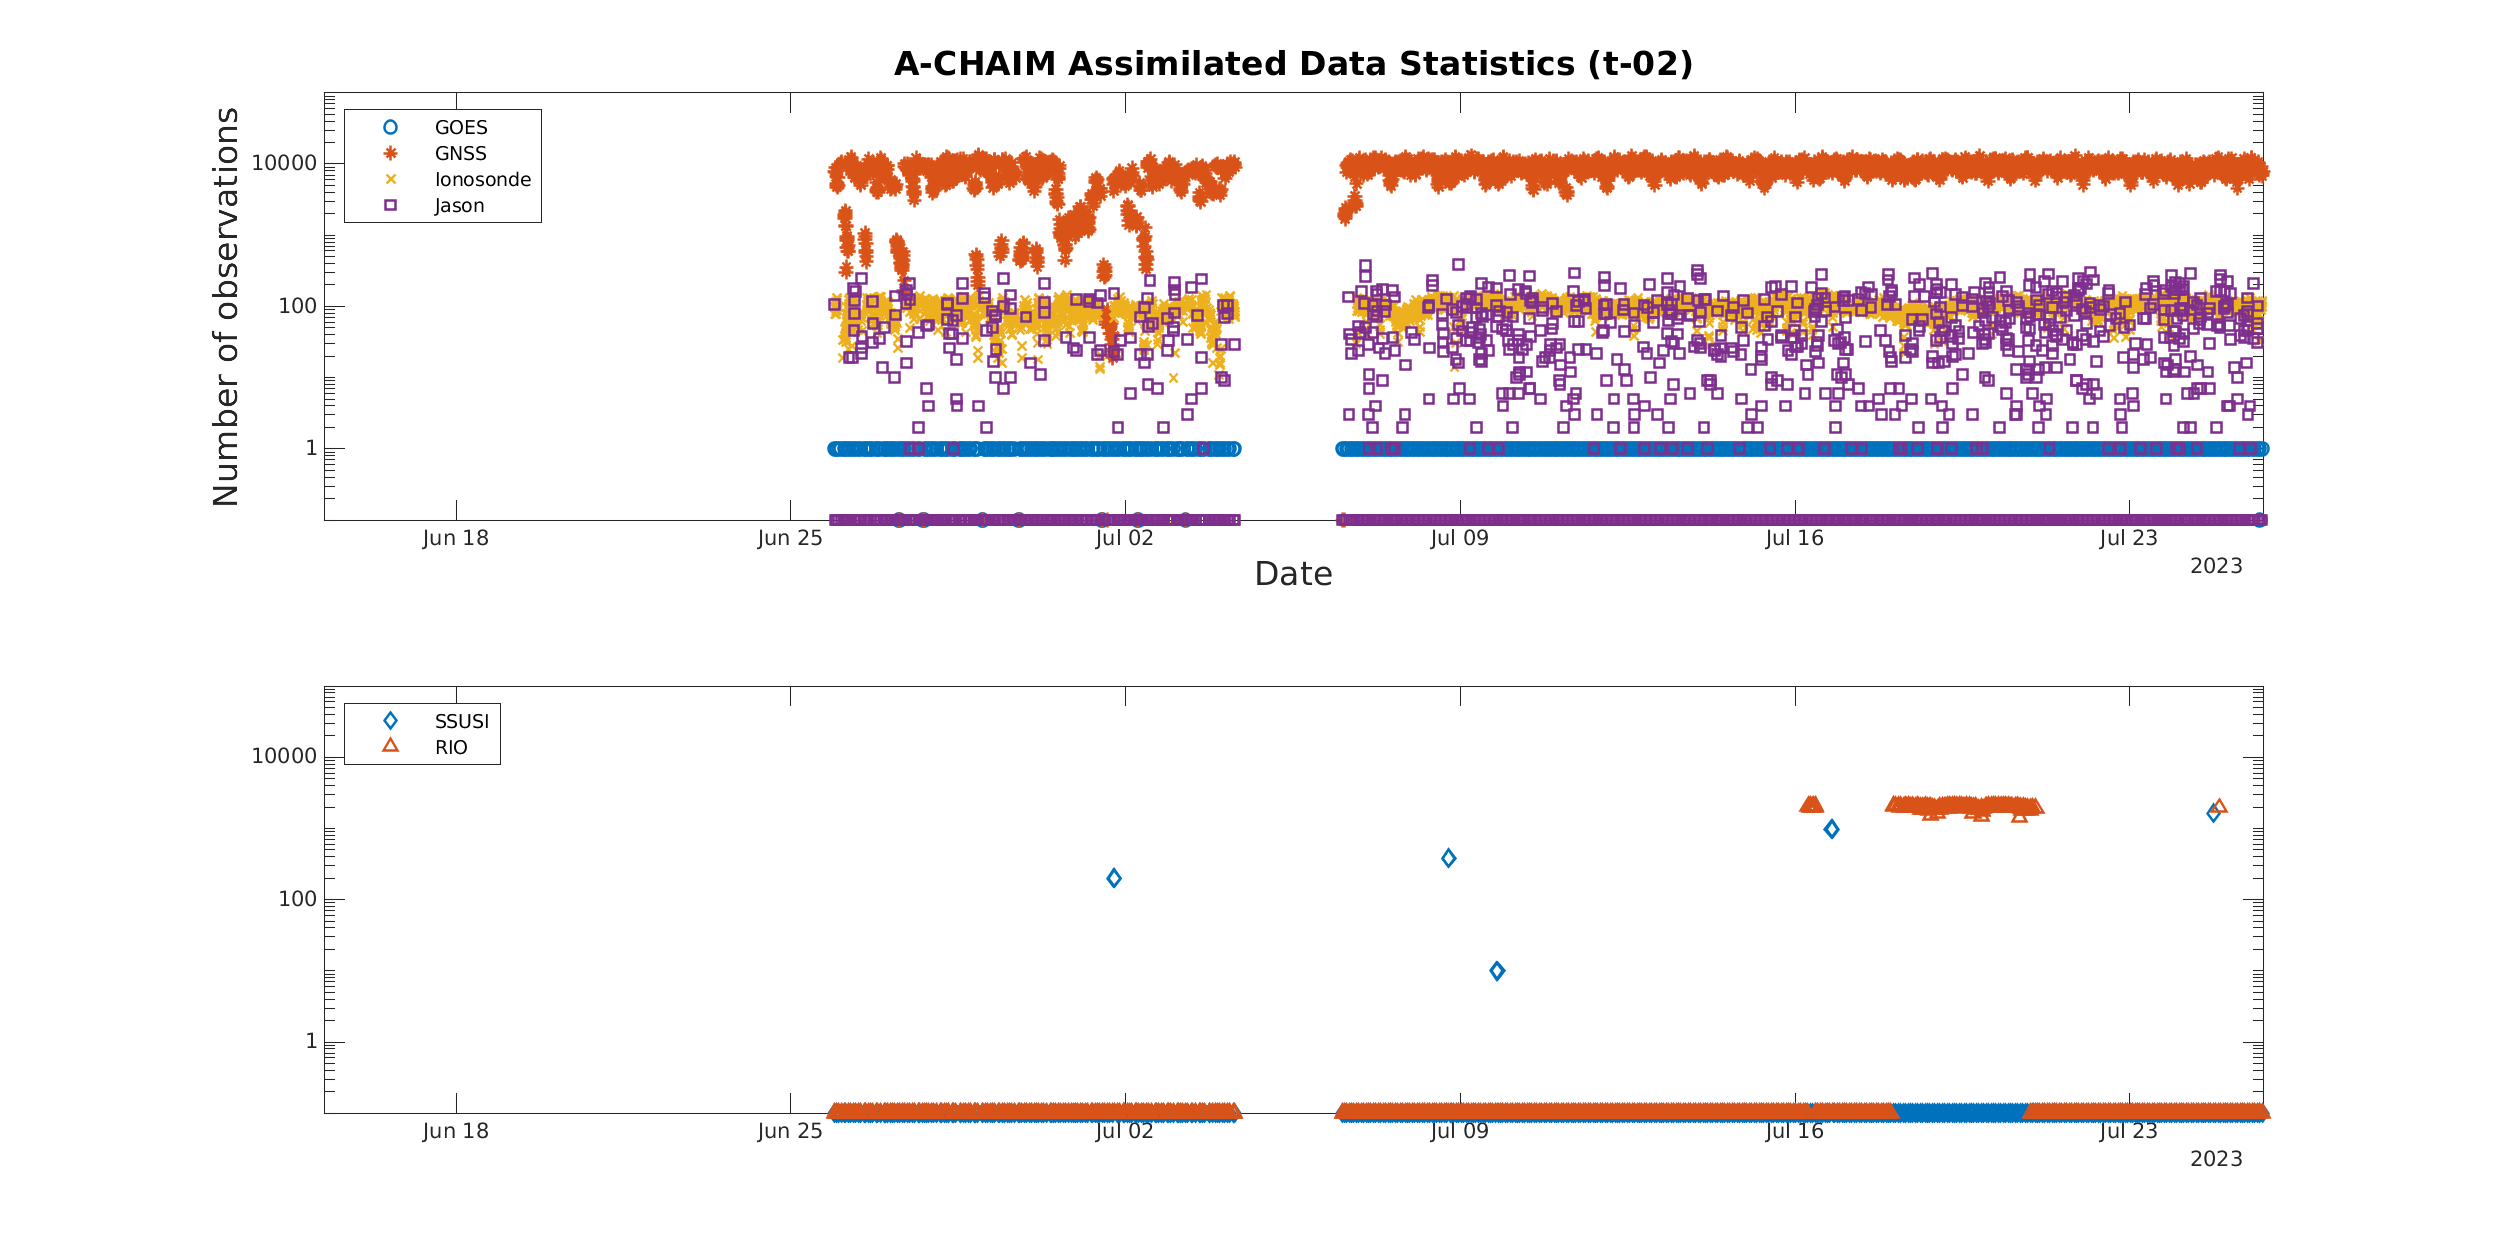 A-CHAIM Assimilated Data Statistics (t-02)
Number of observations
10000
100
1
GOES
GNSS
Ionosonde
Jason
Jun 18
Jun 25
Jul 02
Jul 09
Jul 16
Jul 23
2023
Date
10000
100
1
SSUSI
RIO
Jun 18
Jun 25
Jul 02
Jul 09
Jul 16
Jul 23
2023